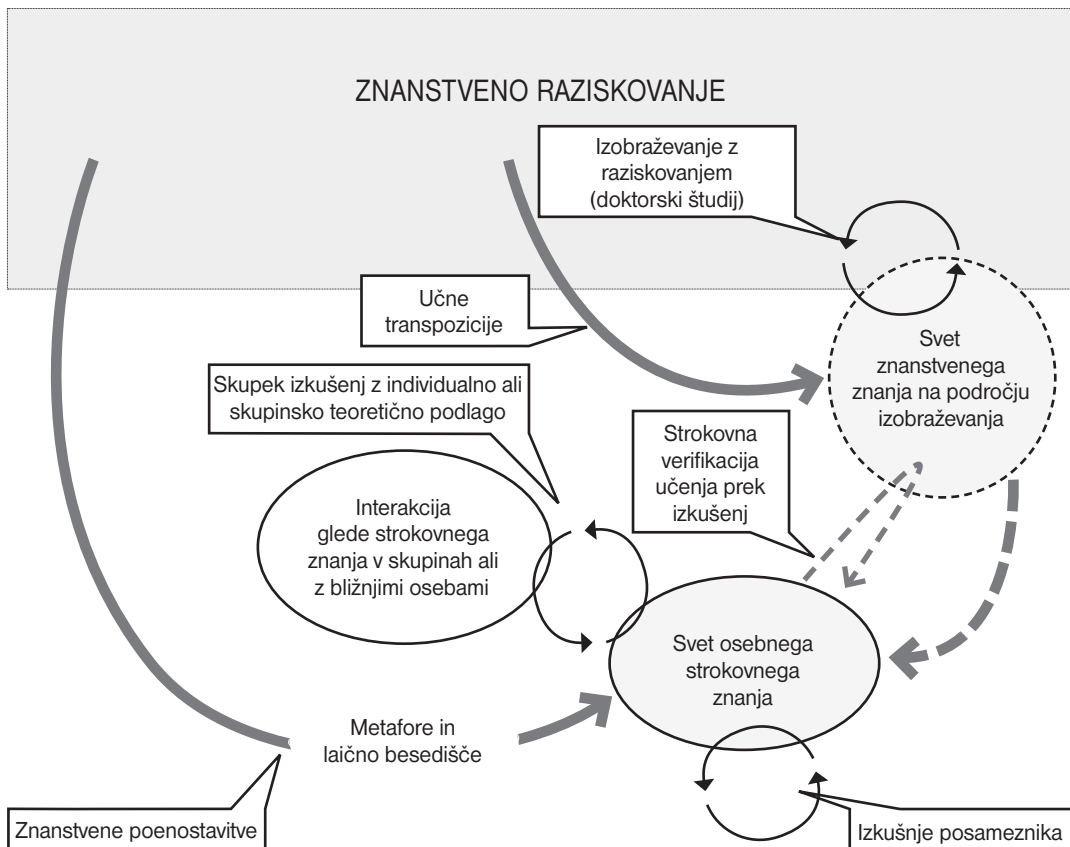 ZNANSTVENO RAZISKOVANJE
Izobraževanje z
raziskovanjem
(doktorski študij)
Učne
transpozicije
Svet
znanstvenega
znanja na področju
izobraževanja
Skupek izkušenj z individualno ali
skupinsko teoretično podlago
Strokovna
verifikacija
učenja prek
izkušenj
Interakcija
glede strokovnega
znanja v skupinah ali
z bližnjimi osebami
Svet osebnega
strokovnega
znanja
Metafore in
laično besedišče
Znanstvene poenostavitve
Izkušnje posameznika